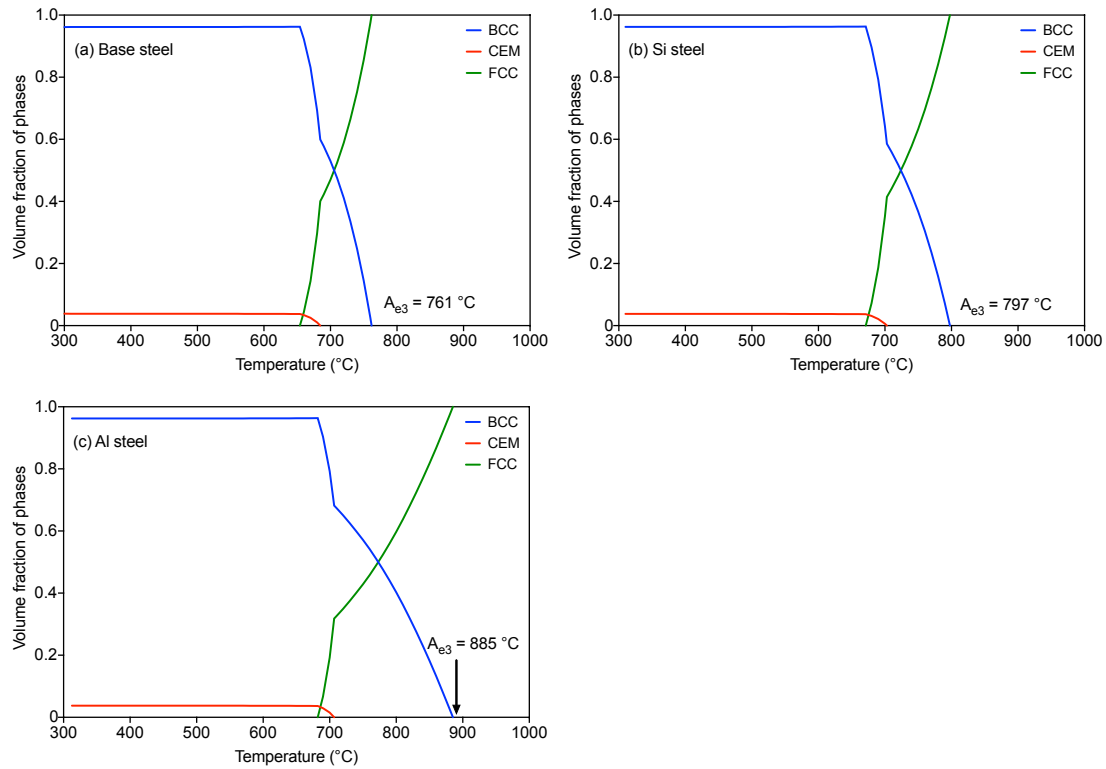 (a) Base steel
BCC
CEM
FCC
A_e3 = 761 °C
Volume fraction of phases
1.0
0.8
0.6
0.4
0.2
0
300 400 500 600 700 800 900 1000
Temperature (°C)
(b) Si steel
BCC
CEM
FCC
A_e3 = 797 °C
Volume fraction of phases
1.0
0.8
0.6
0.4
0.2
0
300 400 500 600 700 800 900 1000
Temperature (°C)
(c) Al steel
BCC
CEM
FCC
A_e3 = 885 °C
Volume fraction of phases
1.0
0.8
0.6
0.4
0.2
0
300 400 500 600 700 800 900 1000
Temperature (°C)